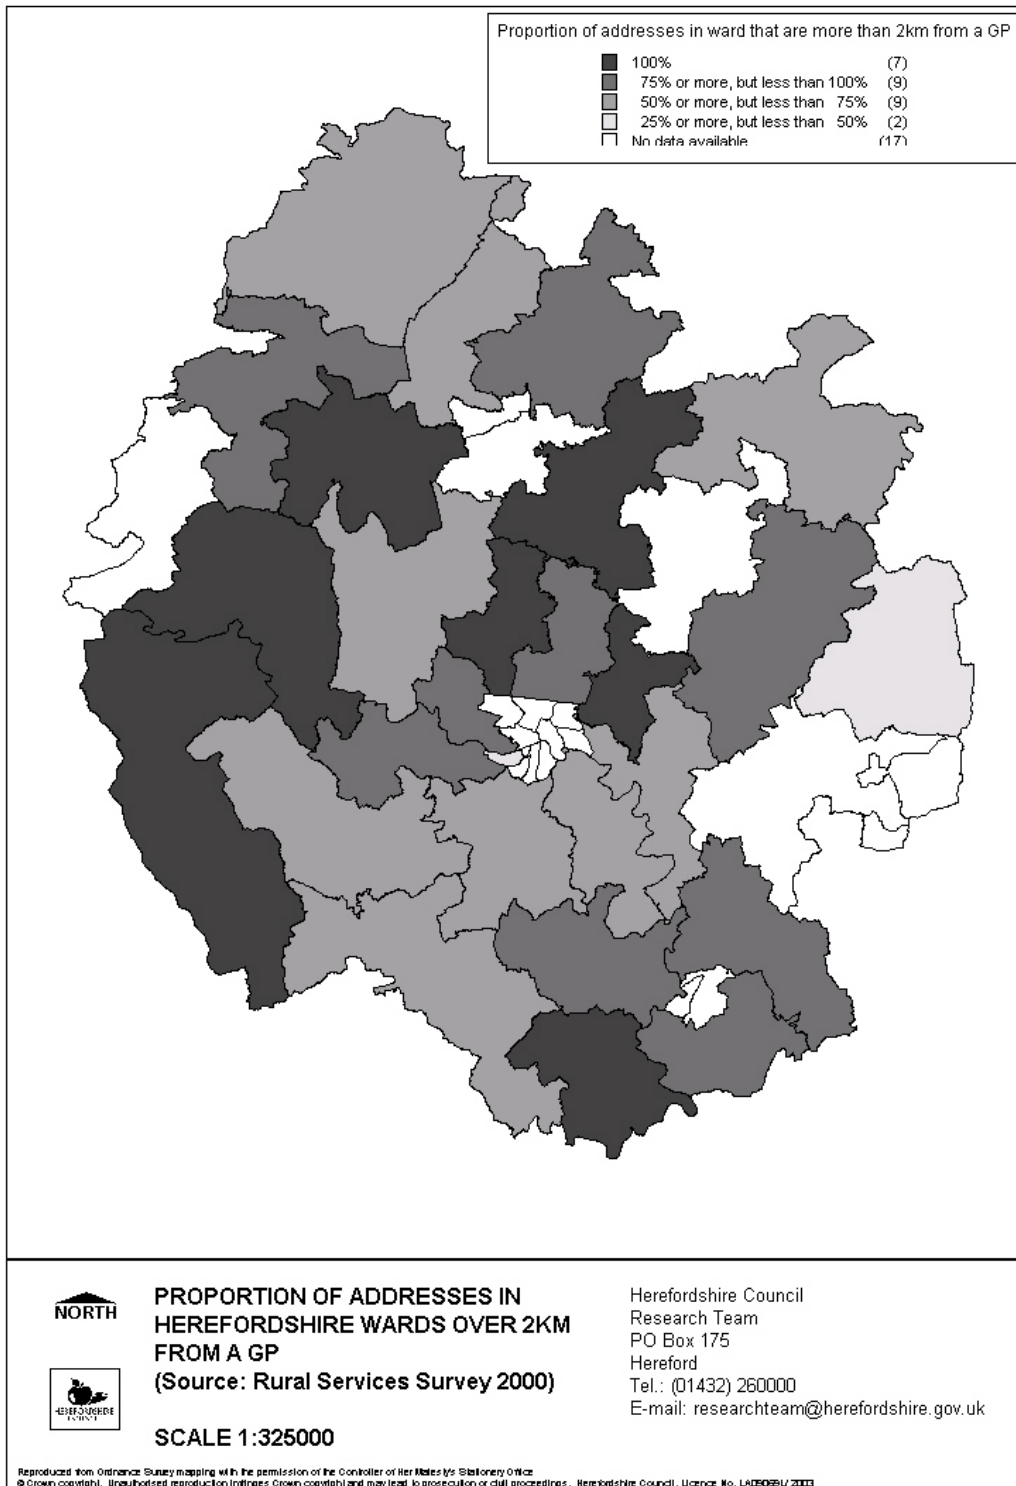 Proportion of addresses in ward that are more than 2km from a GP
100% (7)
75% or more, but less than 100% (9)
50% or more, but less than 75% (9)
25% or more, but less than 50% (2)
No data available (17)
NORTH
PROPORTION OF ADDRESSES IN
HEREFORDSHIRE WARDS OVER 2KM
FROM A GP
(Source: Rural Services Survey 2000)
SCALE 1:325000
HEREFORDSHIRE
COUNCIL
Herefordshire Council
Research Team
PO Box 175
Hereford
Tel.: (01432) 260000
E-mail: researchteam@herefordshire.gov.uk
Reproduced from Ordnance Survey mapping with the permission of the Controller of Her Majesty's Stationery Office
© Crown copyright. Unauthorised reproduction infringes Crown copyright and may lead to prosecution or civil proceedings. Herefordshire Council. Licence No. 2003